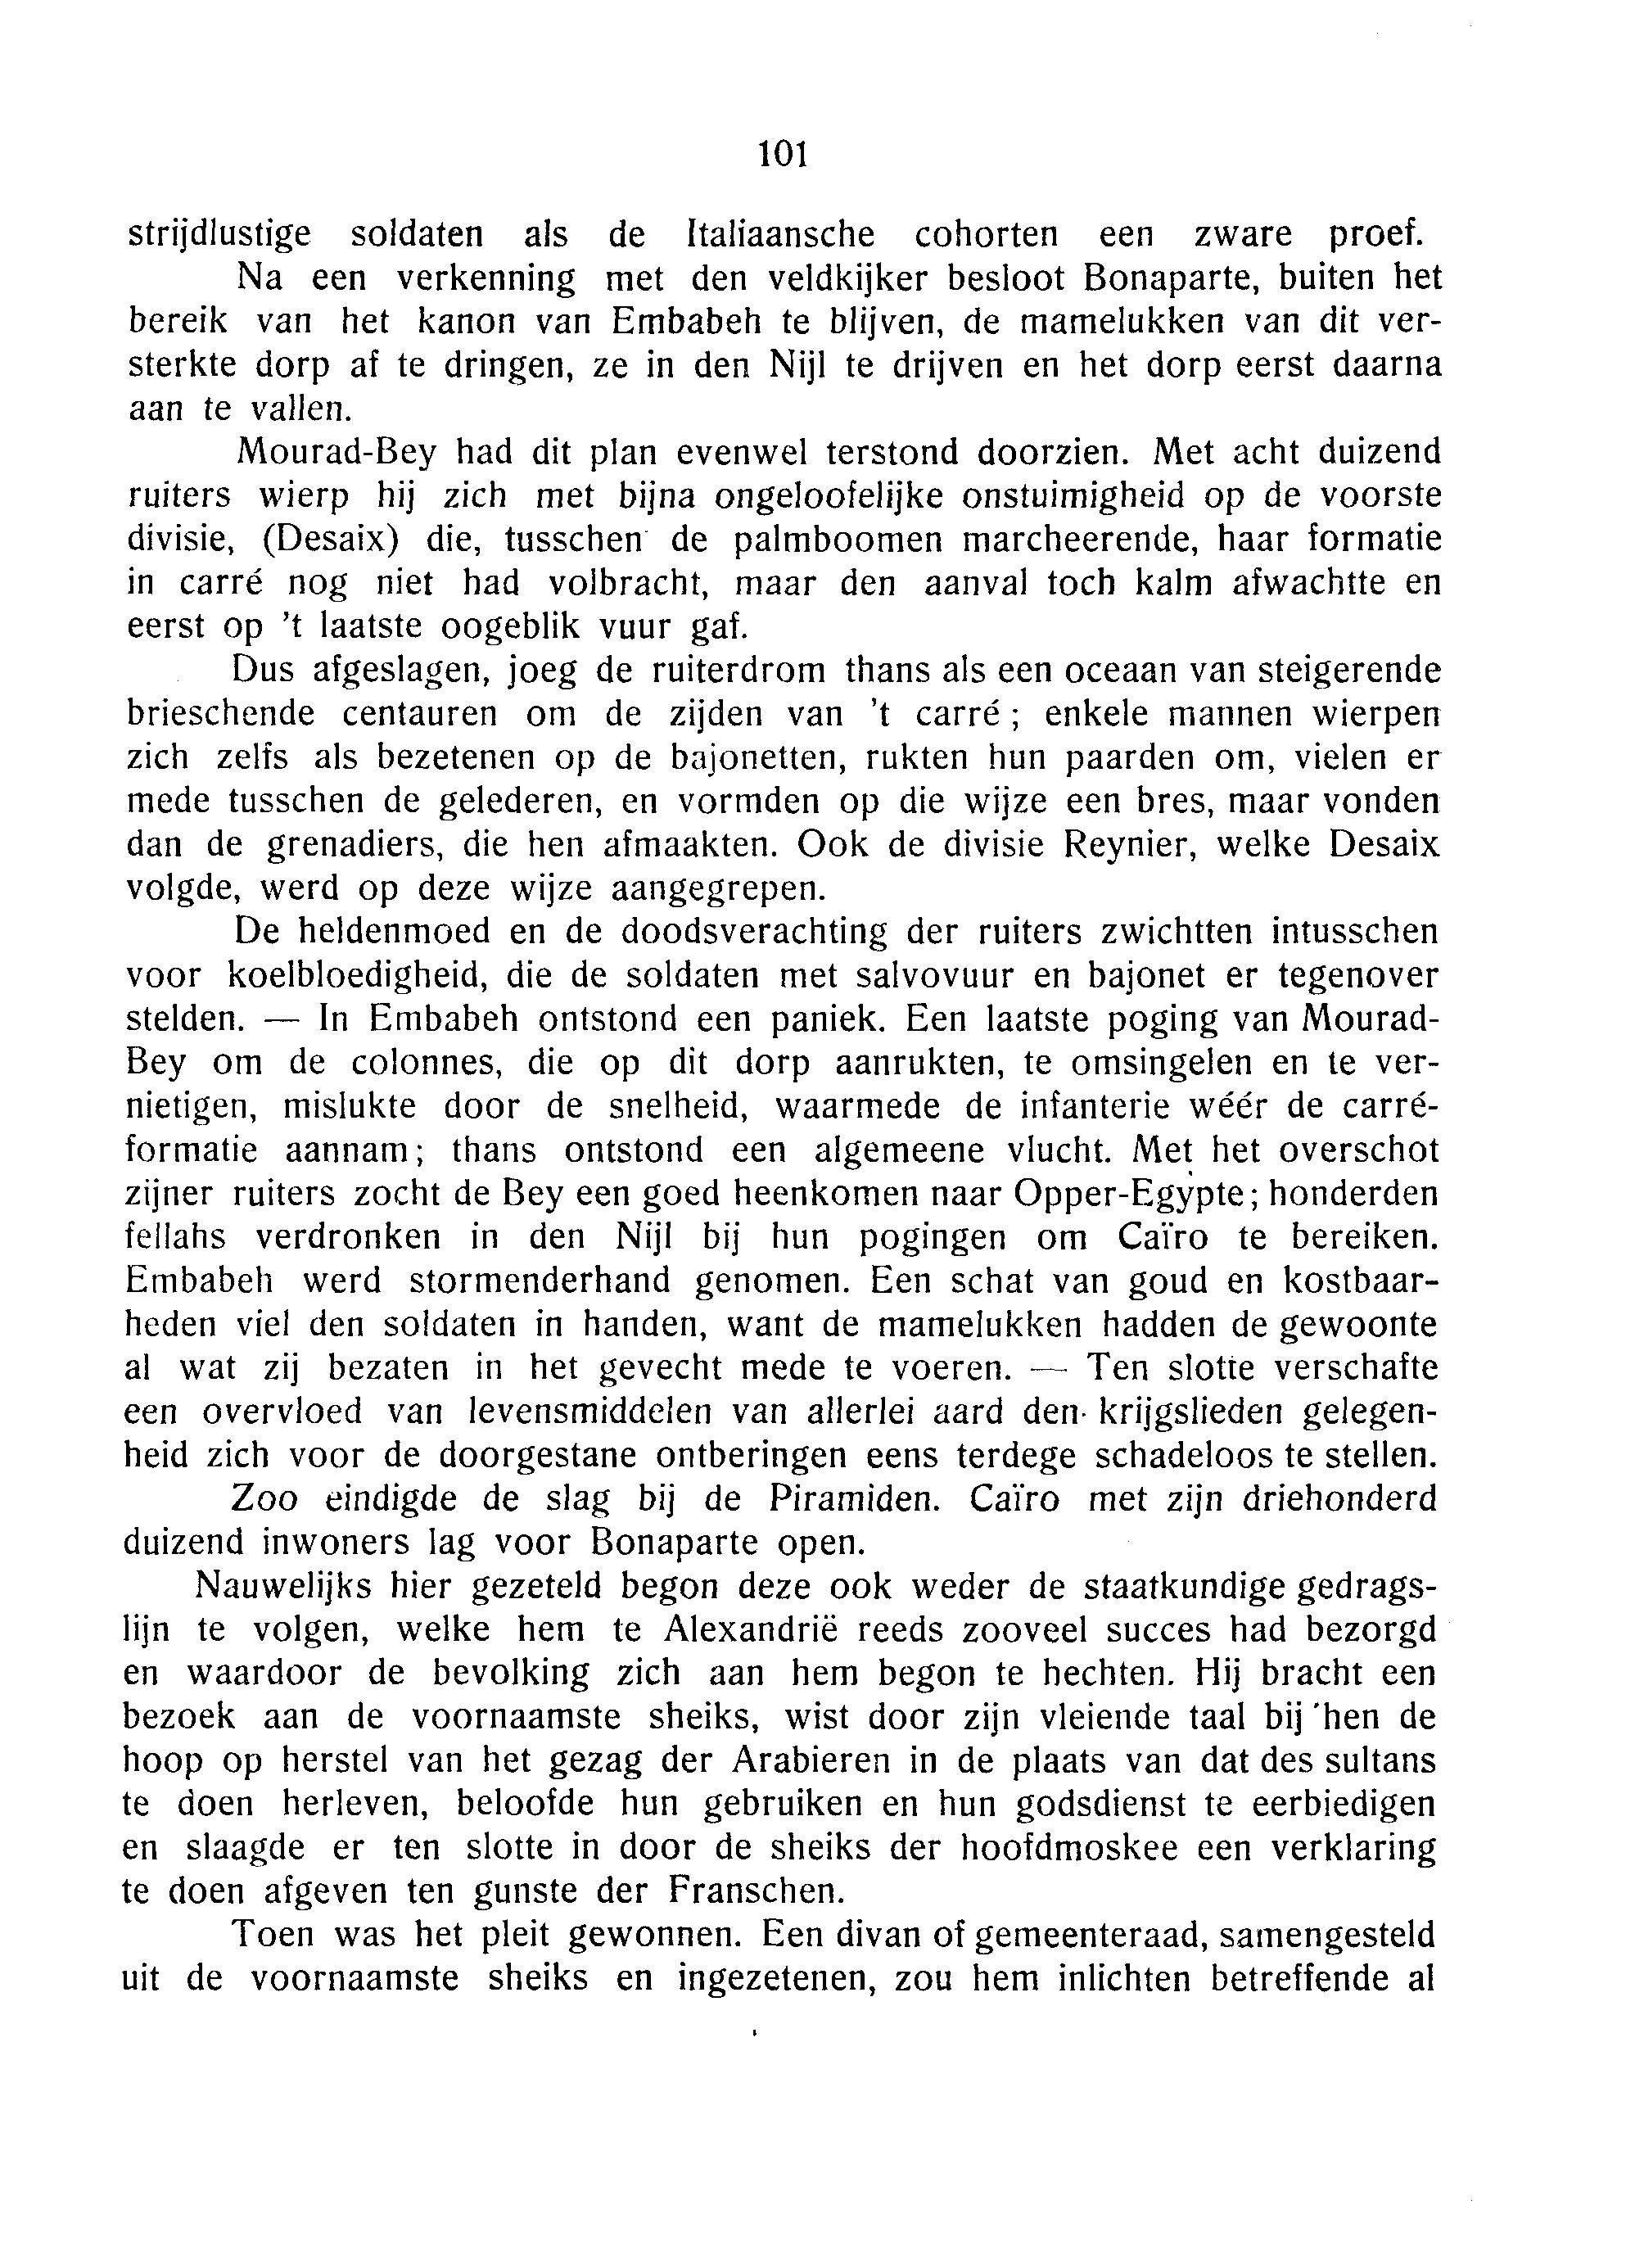 101
strijdlustige soldaten als de Italiaansche cohorten een zware proef.
Na een verkenning met den veldkijker besloot Bonaparte, buiten het
bereik van het kanon van Embabeh te blijven, de mamelukken van dit ver-
sterkte dorp af te dringen, ze in den Nijl te drijven en het dorp eerst daarna
aan te vallen.
Mourad-Bey had dit plan evenwel terstond doorzien. Met acht duizend
ruiters wierp hij zich met bijna ongeloofelijke onstuimigheid op de voorste
divisie, (Desaix) die, tusschen de palmboomen marcheerende, haar formatie
in carré nog niet had volbracht, maar den aanval toch kalm afwachtte en
eerst op 't laatste oogeblik vuur gaf.
Dus afgeslagen, joeg de ruiterdrom thans als een oceaan van steigerende
brieschende centauren om de zijden van 't carré; enkele mannen wierpen
zich zelfs als bezetenen op de bajonetten, rukten hun paarden om, vielen er
mede tusschen de gelederen, en vormden op die wijze een bres, maar vonden
dan de grenadiers, die hen afmaakten. Ook de divisie Reynier, welke Desaix
volgde, werd op deze wijze aangegrepen.
De heldenmoed en de doodsverachting der ruiters zwichtten intusschen
voor koelbloedigheid, die de soldaten met salvovuur en bajonet er tegenover
stelden. — In Embabeh ontstond een paniek. Een laatste poging van Mourad-
Bey om de colonnes, die op dit dorp aanrukten, te omsingelen en te ver-
nietigen, mislukte door de snelheid, waarmede de infanterie wéér de carré-
formatie aannam; thans ontstond een algemeene vlucht. Met het overschot
zijner ruiters zocht de Bey een goed heenkomen naar Opper-Egypte; honderden
fellahs verdronken in den Nijl bij hun pogingen om Caïro te bereiken.
Embabeh werd stormenderhand genomen. Een schat van goud en kostbaar-
heden viel den soldaten in handen, want de mamelukken hadden de gewoonte
al wat zij bezaten in het gevecht mede te voeren. — Ten slotte verschafte
een overvloed van levensmiddelen van allerlei aard den krijgslieden gelegen-
heid zich voor de doorgestane ontberingen eens terdege schadeloos te stellen.
Zoo eindigde de slag bij de Piramiden. Caïro met zijn driehonderd
duizend inwoners lag voor Bonaparte open.
Nauwelijks hier gezeteld begon deze ook weder de staatkundige gedrags-
lijn te volgen, welke hem te Alexandrië reeds zooveel succes had bezorgd
en waardoor de bevolking zich aan hem begon te hechten. Hij bracht een
bezoek aan de voornaamste sheiks, wist door zijn vleiende taal bij hen de
hoop op herstel van het gezag der Arabieren in de plaats van dat des sultans
te doen herleven, beloofde hun gebruiken en hun godsdienst te eerbiedigen
en slaagde er ten slotte in door de sheiks der hoofdmoskee een verklaring
te doen afgeven ten gunste der Franschen.
Toen was het pleit gewonnen. Een divan of gemeenteraad, samengesteld
uit de voornaamste sheiks en ingezetenen, zou hem inlichten betreffende al